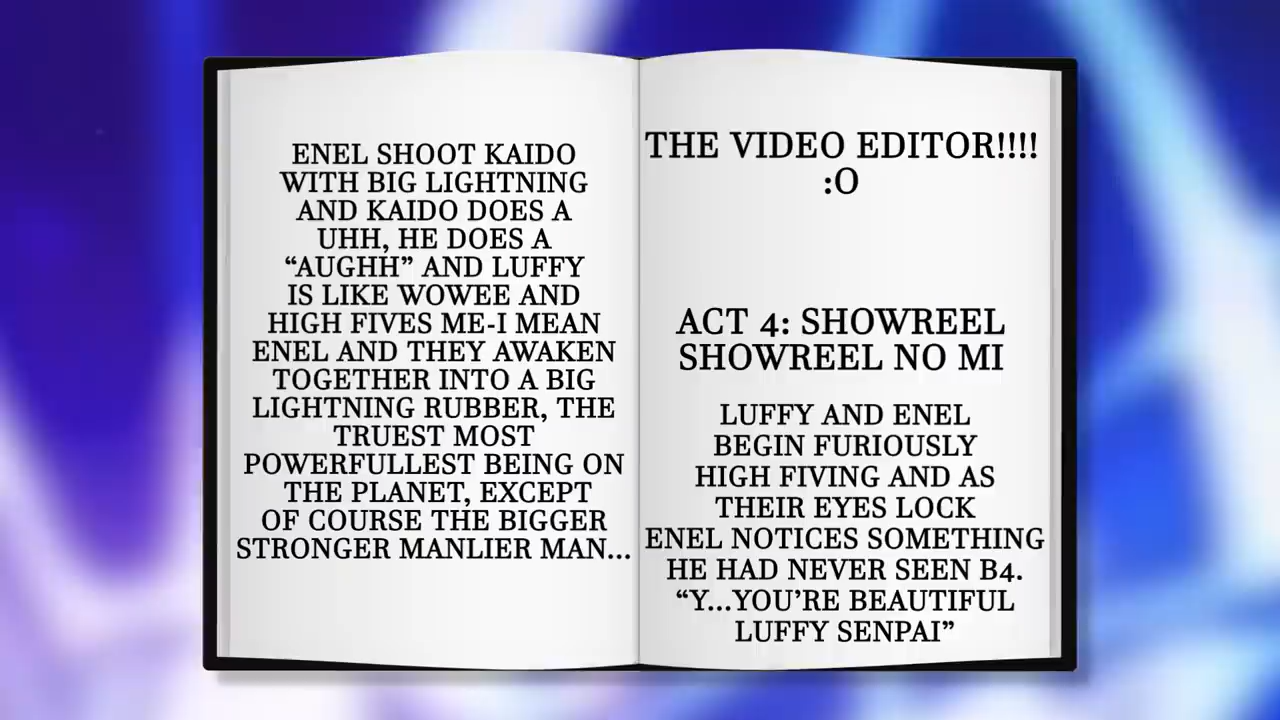 ENEL SHOOT KAIDO
WITH BIG LIGHTNING
AND KAIDO DOES A
UHH, HE DOES A
“AUGHH” AND LUFFY
IS LIKE WOWEE AND
HIGH FIVES ME-I MEAN
ENEL AND THEY AWAKEN
TOGETHER INTO A BIG
LIGHTNING RUBBER, THE
TRUEST MOST
POWERFULLEST BEING ON
THE PLANET, EXCEPT
OF COURSE THE BIGGER
STRONGER MANLIER MAN...
THE VIDEO EDITOR!!!!
:O
ACT 4: SHOWREEL
SHOWREEL NO MI
LUFFY AND ENEL
BEGIN FURIOUSLY
HIGH FIVING AND AS
THEIR EYES LOCK
ENEL NOTICES SOMETHING
HE HAD NEVER SEEN B4.
“Y...YOU’RE BEAUTIFUL
LUFFY SENPAI”